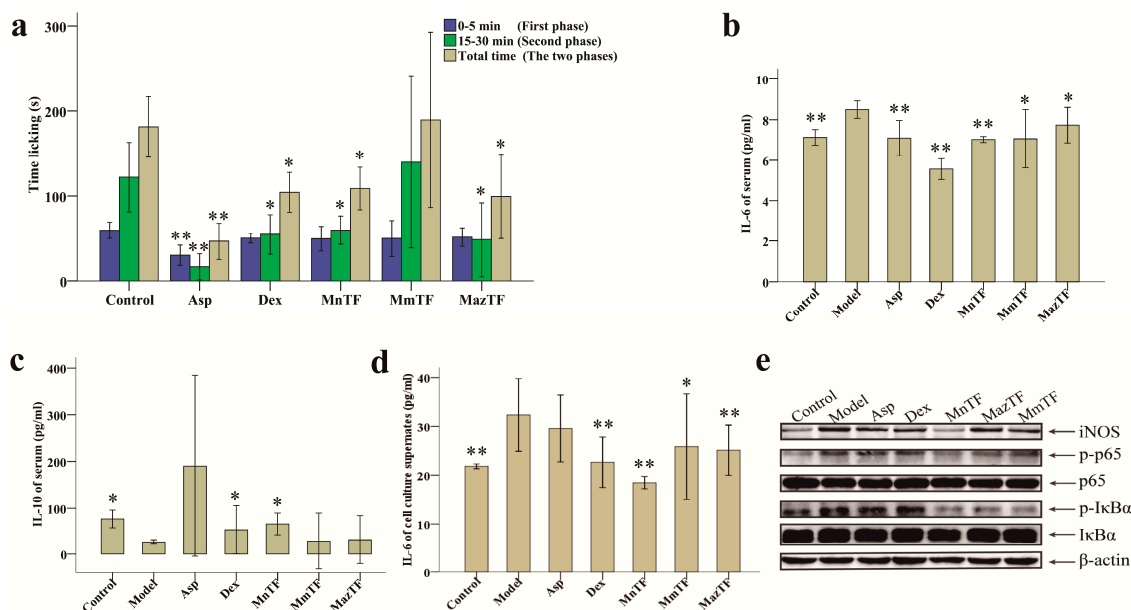 a
0-5 min (First phase)
15-30 min (Second phase)
Total time (The two phases)
300
200
100
0
Time licking (s)
** ** ** * * * * * *
Control Asp Dex MnTF MmTF MazTF
b
10
8
6
4
2
0
IL-6 of serum (pg/ml)
** ** ** ** * *
Control Model Asp Dex MnTF MmTF MazTF
c
400
300
200
100
0
IL-10 of serum (pg/ml)
* * *
Control Model Asp Dex MnTF MmTF MazTF
d
40
30
20
10
0
IL-6 of cell culture supernates (pg/ml)
** ** ** * **
Control Model Asp Dex MnTF MmTF MazTF
e
Control Model Asp Dex MnTF MazTF MmTF
iNOS
p-p65
p65
p-IκBα
IκBα
β-actin